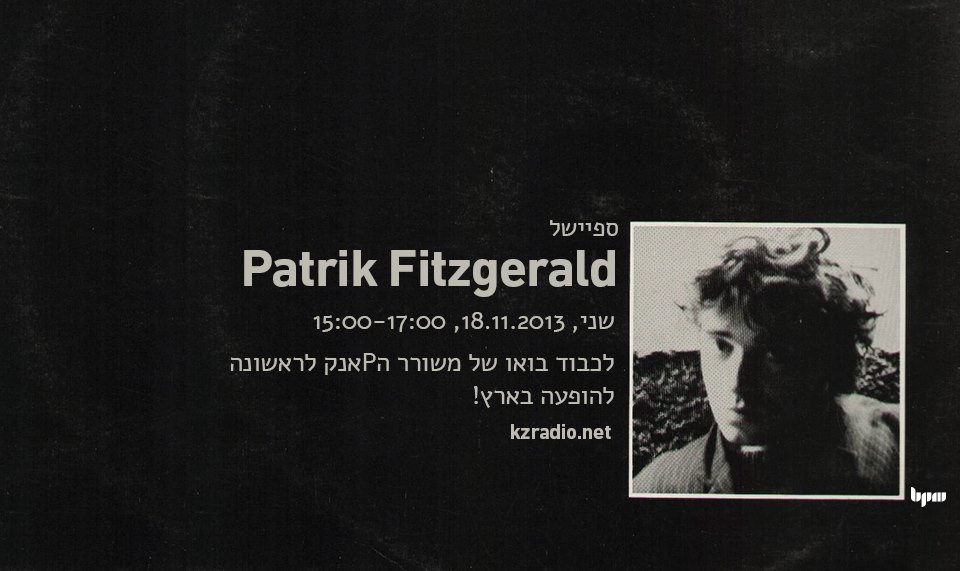 ספיישל
Patrik Fitzgerald
שני, 18.11.2013, 15:00-17:00
לכבוד בואו של משורר הPאנק לראשונה
להופעה בארץ!
kzradio.net